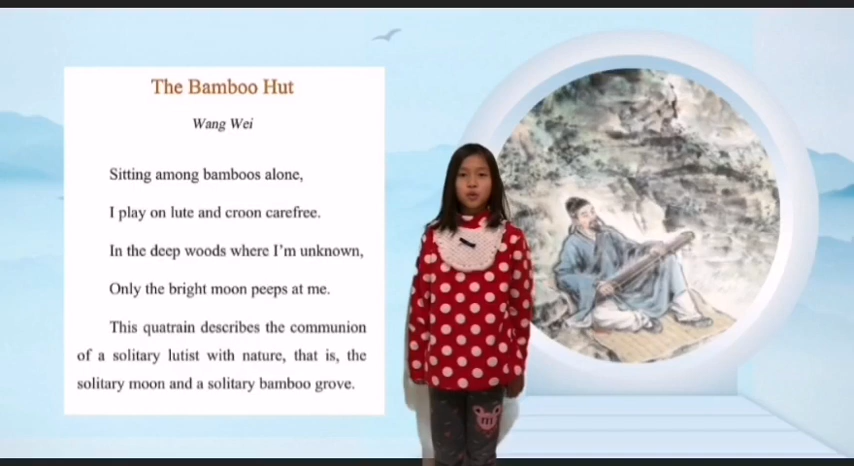 The Bamboo Hut
Wang Wei
Sitting among bamboos alone,
I play on lute and croon carefree.
In the deep woods where I'm unknown,
Only the bright moon peeps at me.
This quatrain describes the communion
of a solitary lutist with nature, that is, the
solitary moon and a solitary bamboo grove.